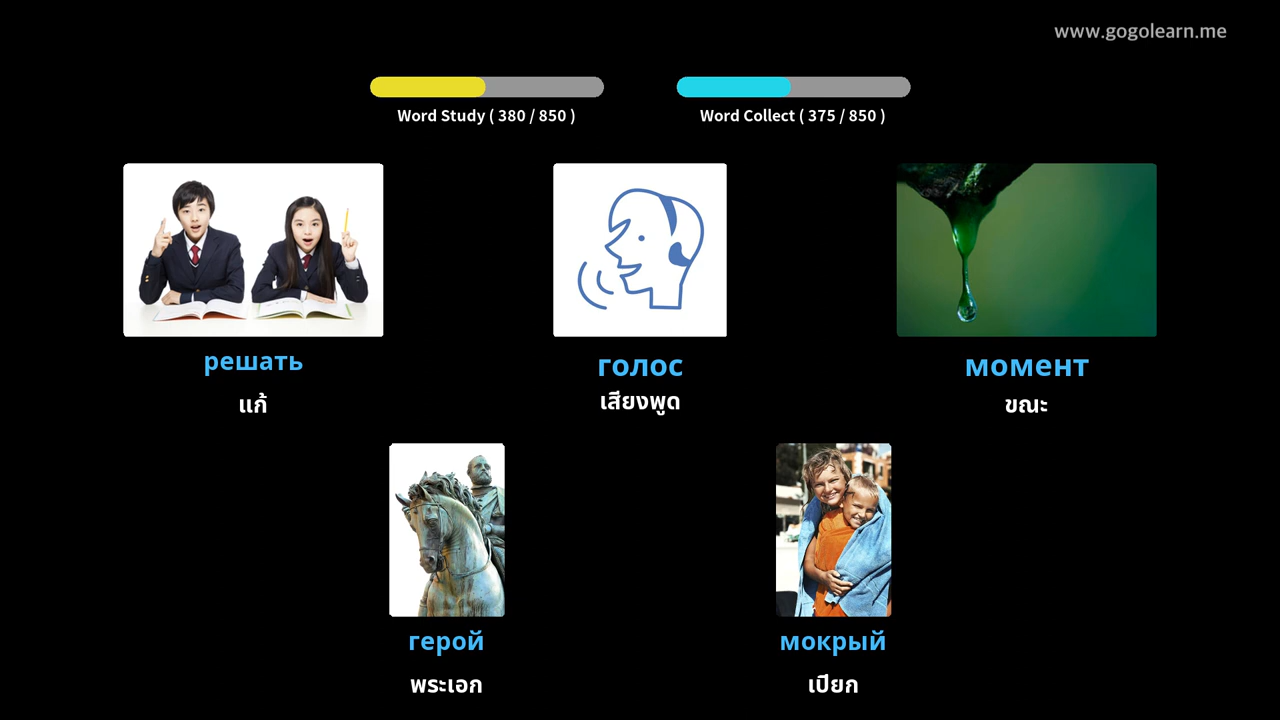 www.gogolearn.me
Word Study ( 380 / 850 )
Word Collect ( 375 / 850 )
решать
แก้
голос
เสียงพูด
момент
ขณะ
герой
พระเอก
мокрый
เปียก